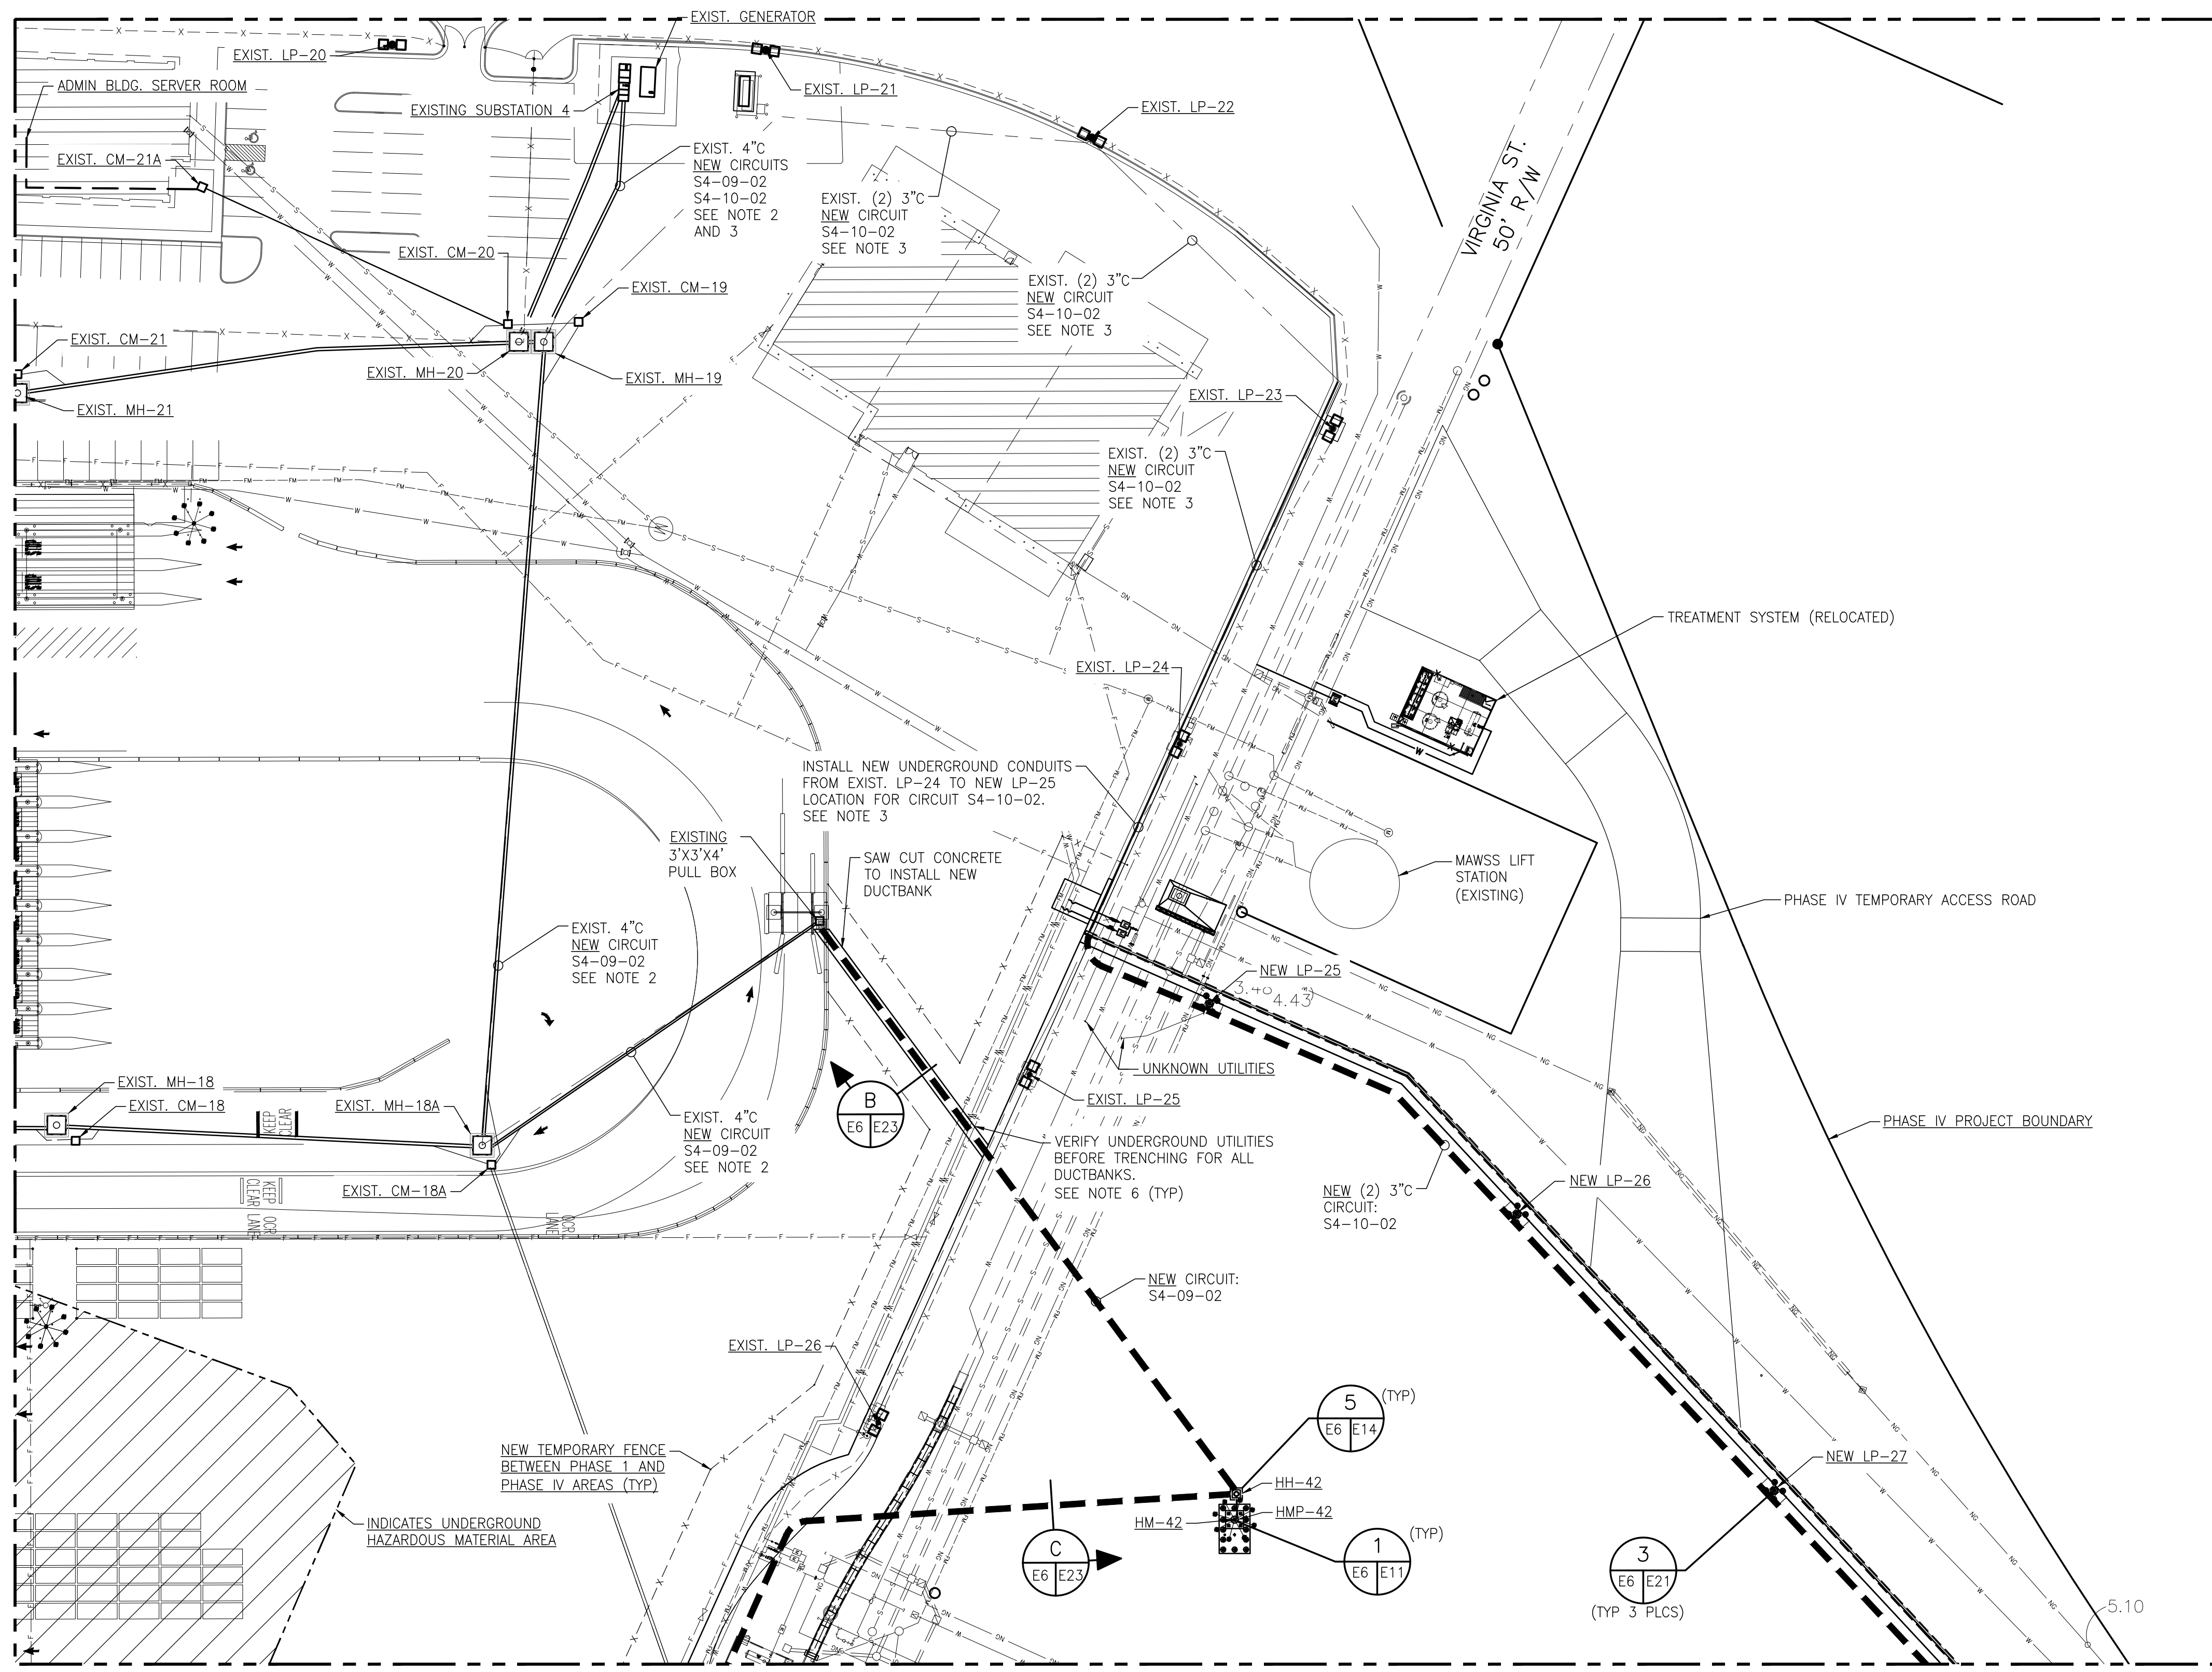 EXIST. GENERATOR
EXIST. LP-20
ADMIN BLDG. SERVER ROOM
EXISTING SUBSTATION 4
EXIST. LP-21
EXIST. LP-22
EXIST. CM-21A
EXIST. 4"C
NEW CIRCUITS
S4-09-02
S4-10-02
SEE NOTE 2
AND 3
EXIST. (2) 3"C
NEW CIRCUIT
S4-10-02
SEE NOTE 3
VIRGINIA ST.
50' R/W
EXIST. CM-20
EXIST. CM-19
EXIST. (2) 3"C
NEW CIRCUIT
S4-10-02
SEE NOTE 3
EXIST. CM-21
EXIST. MH-20
EXIST. MH-19
EXIST. MH-21
EXIST. LP-23
EXIST. (2) 3"C
NEW CIRCUIT
S4-10-02
SEE NOTE 3
TREATMENT SYSTEM (RELOCATED)
EXIST. LP-24
INSTALL NEW UNDERGROUND CONDUITS
FROM EXIST. LP-24 TO NEW LP-25
LOCATION FOR CIRCUIT S4-10-02.
SEE NOTE 3
EXISTING
3'X3'X4'
PULL BOX
SAW CUT CONCRETE
TO INSTALL NEW
DUCTBANK
MAWSS LIFT
STATION
(EXISTING)
PHASE IV TEMPORARY ACCESS ROAD
EXIST. 4"C
NEW CIRCUIT
S4-09-02
SEE NOTE 2
NEW LP-25
4.43
UNKNOWN UTILITIES
EXIST. MH-18
EXIST. CM-18
EXIST. MH-18A
KEEP
CLEAR
EXIST. LP-25
B
E6 E23
EXIST. 4"C
NEW CIRCUIT
S4-09-02
SEE NOTE 2
VERIFY UNDERGROUND UTILITIES
BEFORE TRENCHING FOR ALL
DUCTBANKS.
SEE NOTE 6 (TYP)
PHASE IV PROJECT BOUNDARY
EXIST. CM-18A
KEEP
CLEAR
OCR
LANE
OCR
LANE
NEW (2) 3"C
CIRCUIT:
S4-10-02
NEW LP-26
NEW CIRCUIT:
S4-09-02
EXIST. LP-26
5
(TYP)
E6 E14
NEW TEMPORARY FENCE
BETWEEN PHASE 1 AND
PHASE IV AREAS (TYP)
NEW LP-27
HH-42
HM-42
HMP-42
INDICATES UNDERGROUND
HAZARDOUS MATERIAL AREA
C
E6 E23
1
(TYP)
E6 E11
3
E6 E21
(TYP 3 PLCS)
5.10